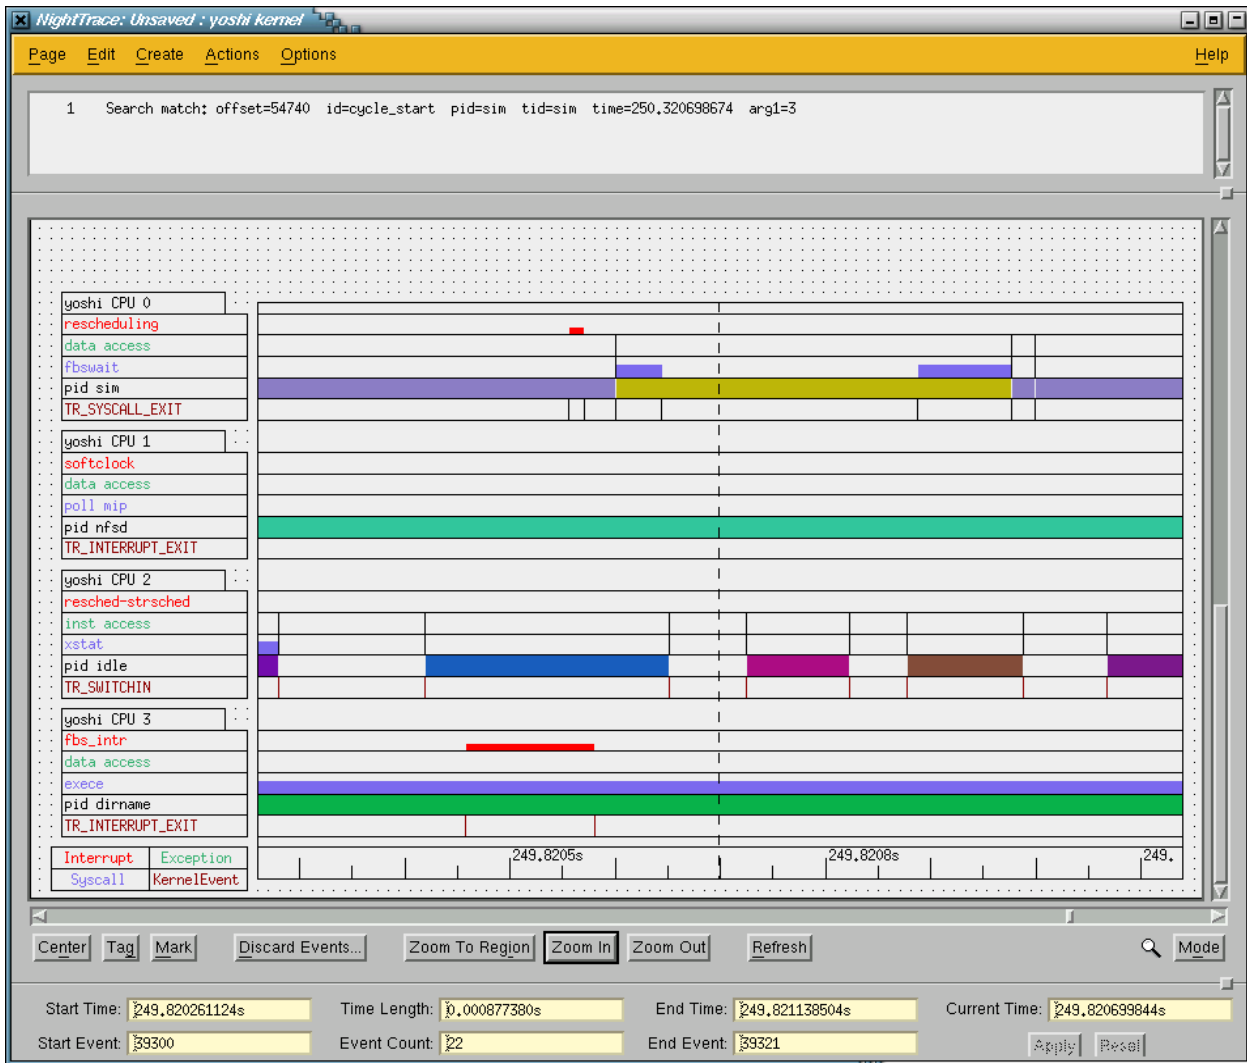 NightTrace: Unsaved : yoshi kernel
Page Edit Create Actions Options Help
1 Search match: offset=54740 id=cycle_start pid=sim tid=sim time=250.320698674 arg1=3
yoshi CPU 0
rescheduling
data access
fbswait
pid sim
TR_SYSCALL_EXIT
yoshi CPU 1
softclock
data access
poll mip
pid nfsd
TR_INTERRUPT_EXIT
yoshi CPU 2
resched-strsched
inst access
xstat
pid idle
TR_SWITCHIN
yoshi CPU 3
fbs_intr
data access
exece
pid dirname
TR_INTERRUPT_EXIT
Interrupt Exception 249.8205s 249.8208s 249.
Syscall KernelEvent
Center Tag Mark Discard Events... Zoom To Region Zoom In Zoom Out Refresh Mode
Start Time: 249.820261124s Time Length: 0.000877380s End Time: 249.821138504s Current Time: 249.820699844s
Start Event: 39300 Event Count: 22 End Event: 39321 Apply Reset